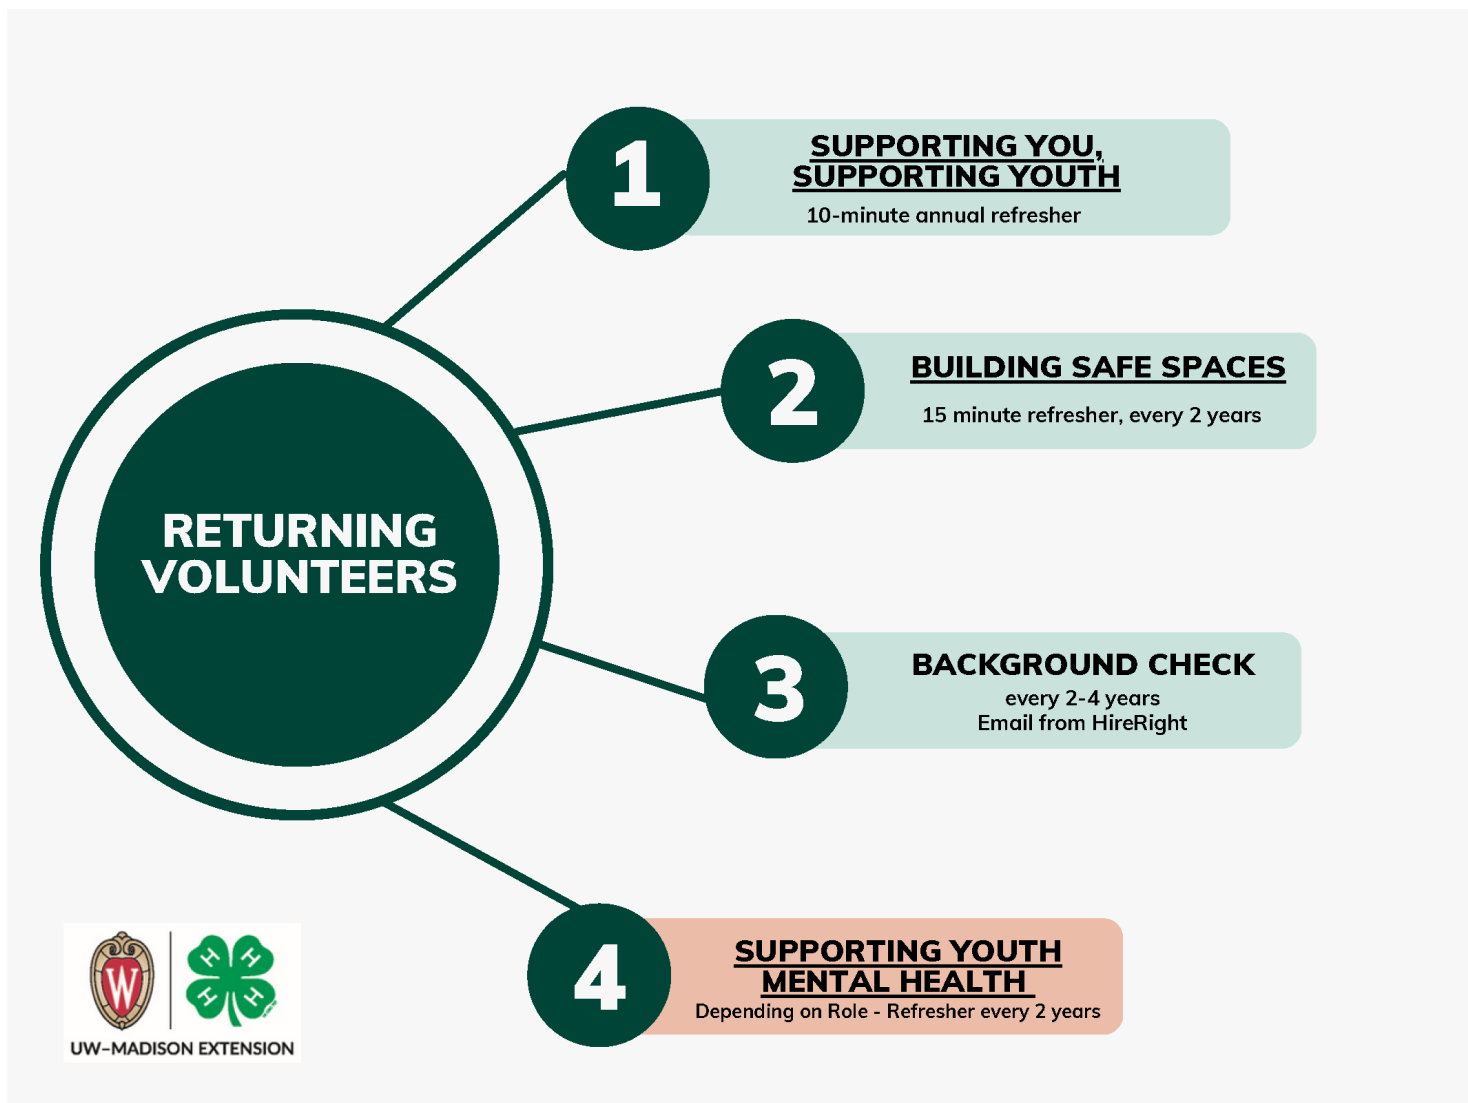 1
SUPPORTING YOU,
SUPPORTING YOUTH
10-minute annual refresher
2
BUILDING SAFE SPACES
15 minute refresher, every 2 years
RETURNING
VOLUNTEERS
3
BACKGROUND CHECK
every 2-4 years
Email from HireRight
4
SUPPORTING YOUTH
MENTAL HEALTH
Depending on Role - Refresher every 2 years
W
H H
H H
UW-MADISON EXTENSION